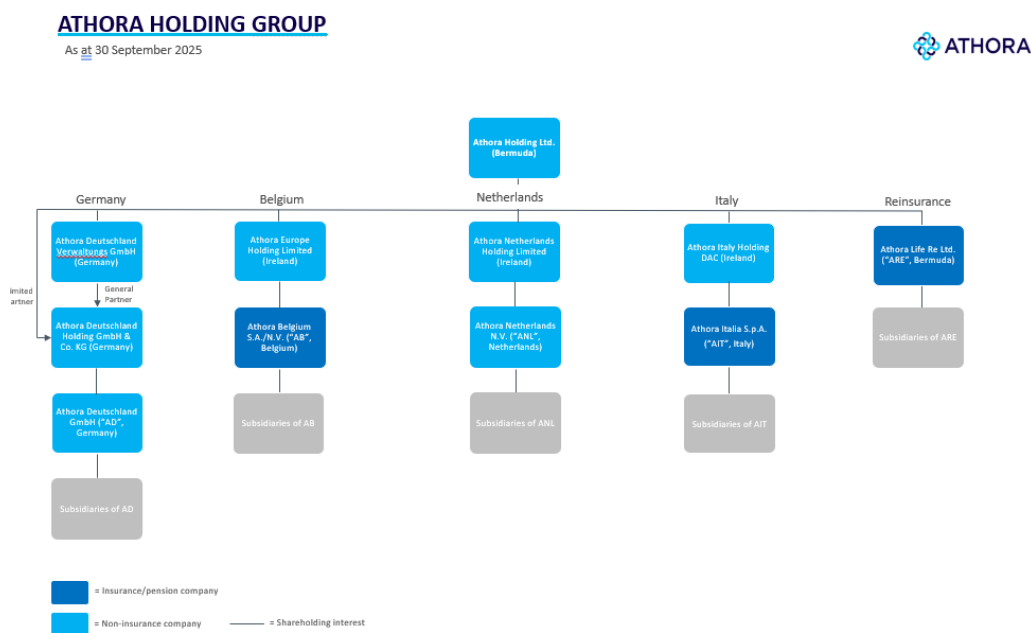 ATHORA HOLDING GROUP
As at 30 September 2025
ATHORA
Athora Holding Ltd.
(Bermuda)
Germany
Belgium
Netherlands
Italy
Reinsurance
Athora Deutschland
Verwaltungs GmbH
(Germany)
Athora Europe
Holding Limited
(Ireland)
Athora Netherlands
Holding Limited
(Ireland)
Athora Italy Holding
DAC (Ireland)
Athora Life Re Ltd.
("ARE", Bermuda)
imited
artner
General
Partner
Athora Deutschland
Holding GmbH &
Co. KG (Germany)
Athora Belgium
S.A./N.V. ("AB",
Belgium)
Athora Netherlands
N.V. ("ANL",
Netherlands)
Athora Italia S.p.A.
("AIT", Italy)
Subsidiaries of ARE
Athora Deutschland
GmbH ("AD",
Germany)
Subsidiaries of AB
Subsidiaries of ANL
Subsidiaries of AIT
Subsidiaries of AD
= Insurance/pension company
= Non-insurance company
= Shareholding interest